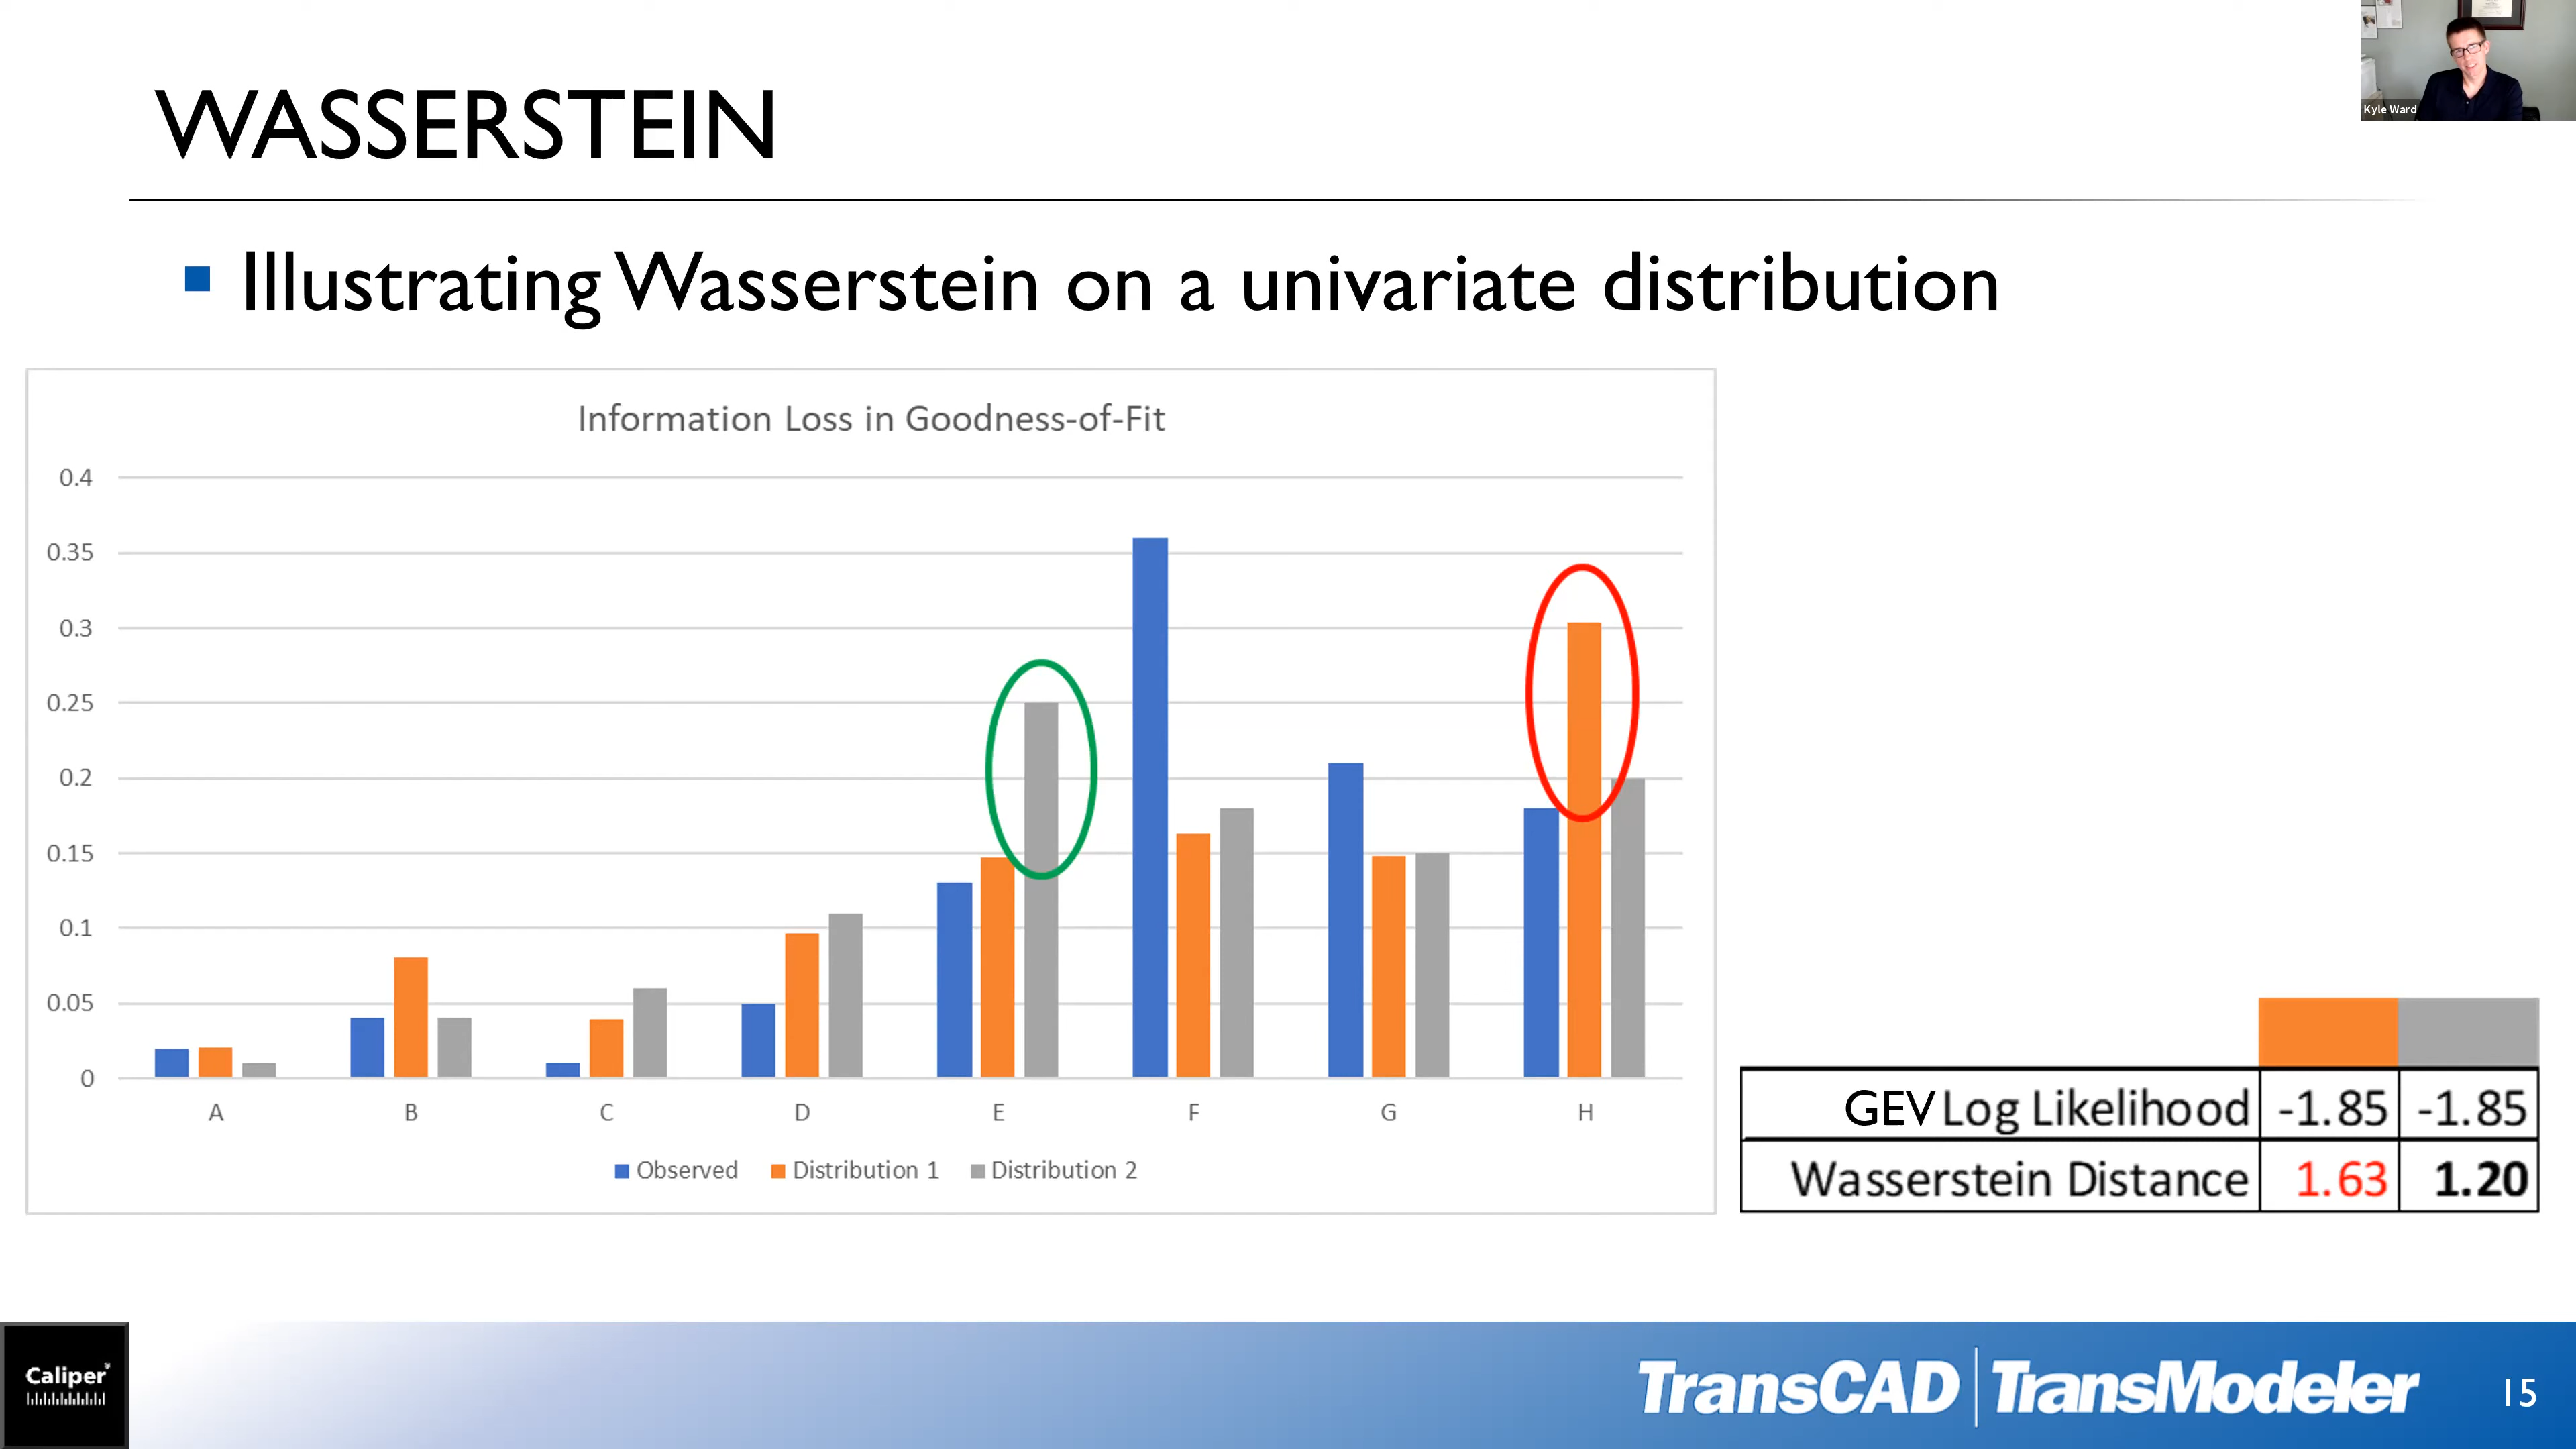 Kyle Ward
WASSERSTEIN
Illustrating Wasserstein on a univariate distribution
Information Loss in Goodness-of-Fit
0.4
0.35
0.3
0.25
0.2
0.15
0.1
0.05
0
A B C D E F G H
Observed Distribution 1 Distribution 2
GEV Log Likelihood -1.85 -1.85
Wasserstein Distance 1.63 1.20
Caliper
TransCAD TransModeler 15